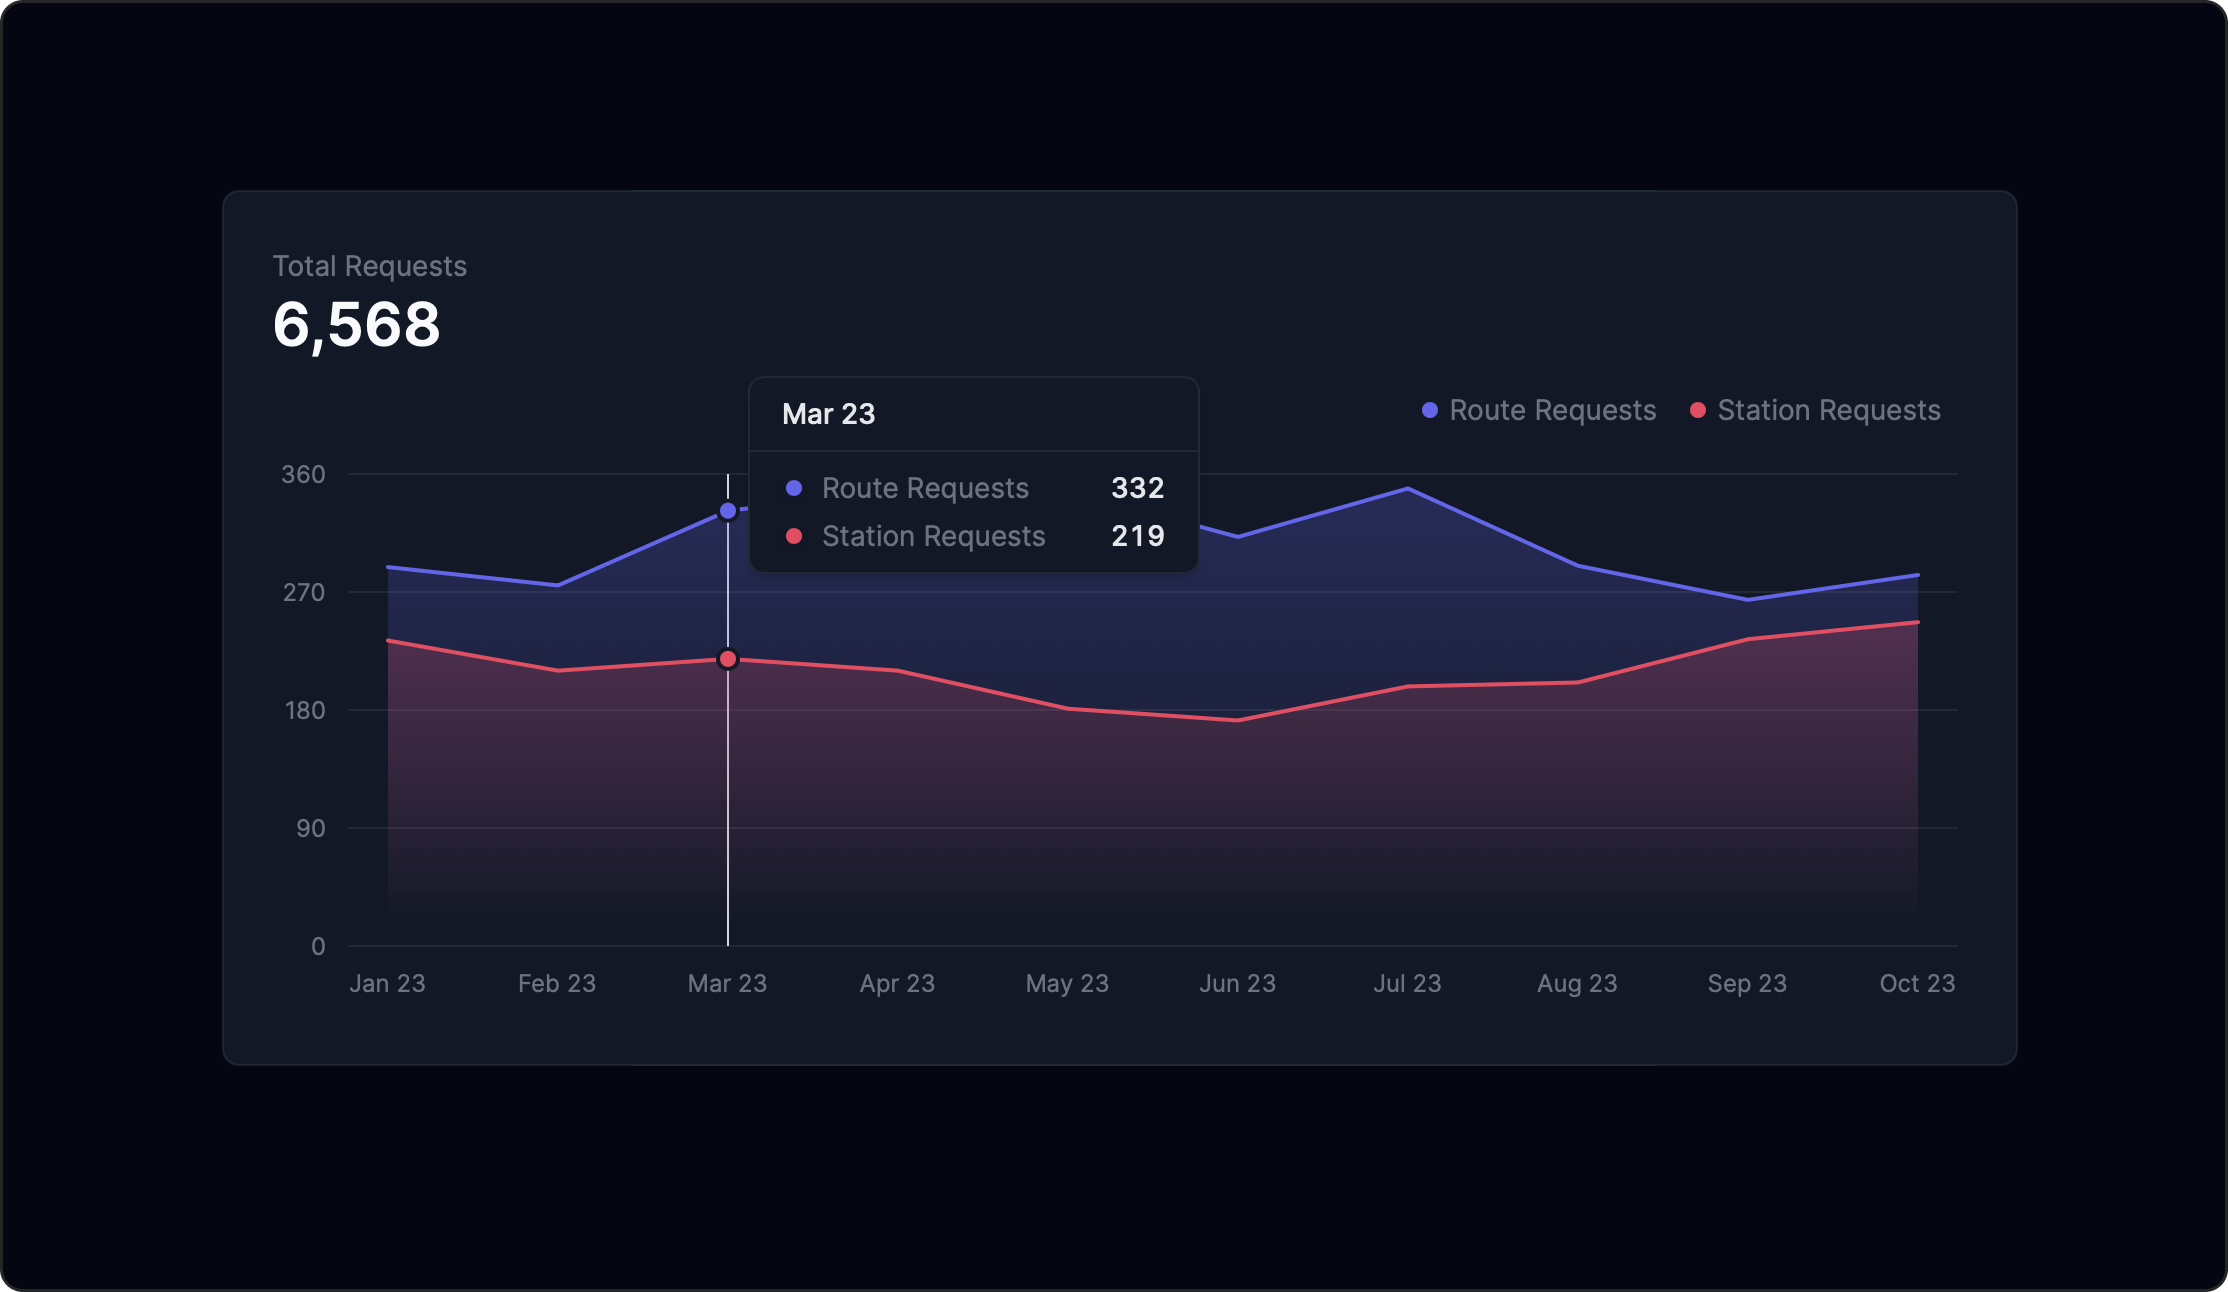 Total Requests
6,568
Mar 23
Route Requests 332
Station Requests 219
Route Requests Station Requests
360
270
180
90
0
Jan 23 Feb 23 Mar 23 Apr 23 May 23 Jun 23 Jul 23 Aug 23 Sep 23 Oct 23